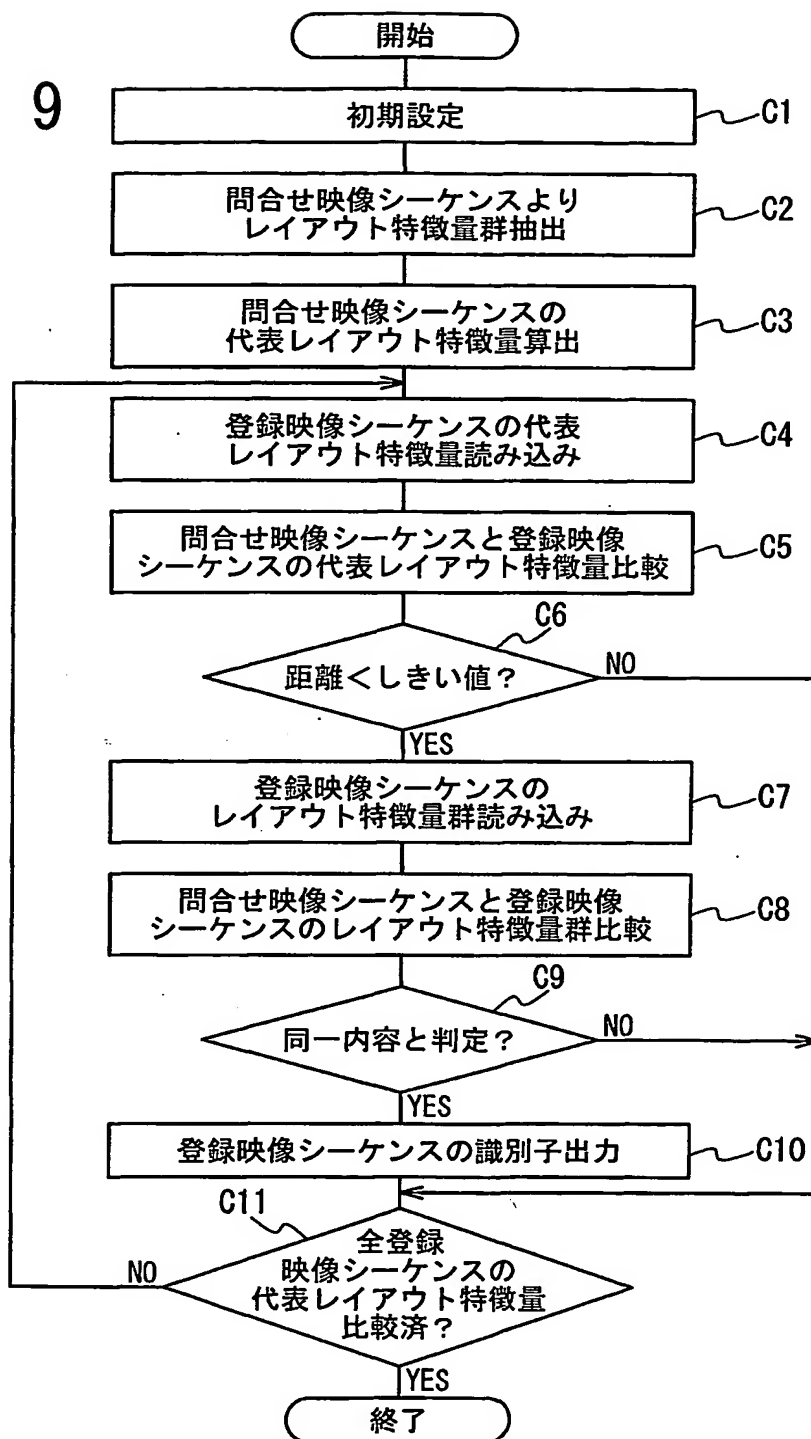 開始
9
初期設定
C1
問合せ映像シーケンスより
レイアウト特徴量群抽出
C2
問合せ映像シーケンスの
代表レイアウト特徴量算出
C3
登録映像シーケンスの代表
レイアウト特徴量読み込み
C4
問合せ映像シーケンスと登録映像
シーケンスの代表レイアウト特徴量比較
C5
C6
距離<しきい値?
NO
YES
登録映像シーケンスの
レイアウト特徴量群読み込み
C7
問合せ映像シーケンスと登録映像
シーケンスのレイアウト特徴量群比較
C8
C9
同一内容と判定?
NO
YES
登録映像シーケンスの識別子出力
C10
C11
全登録
映像シーケンスの
代表レイアウト特徴量
比較済?
NO
YES
終了